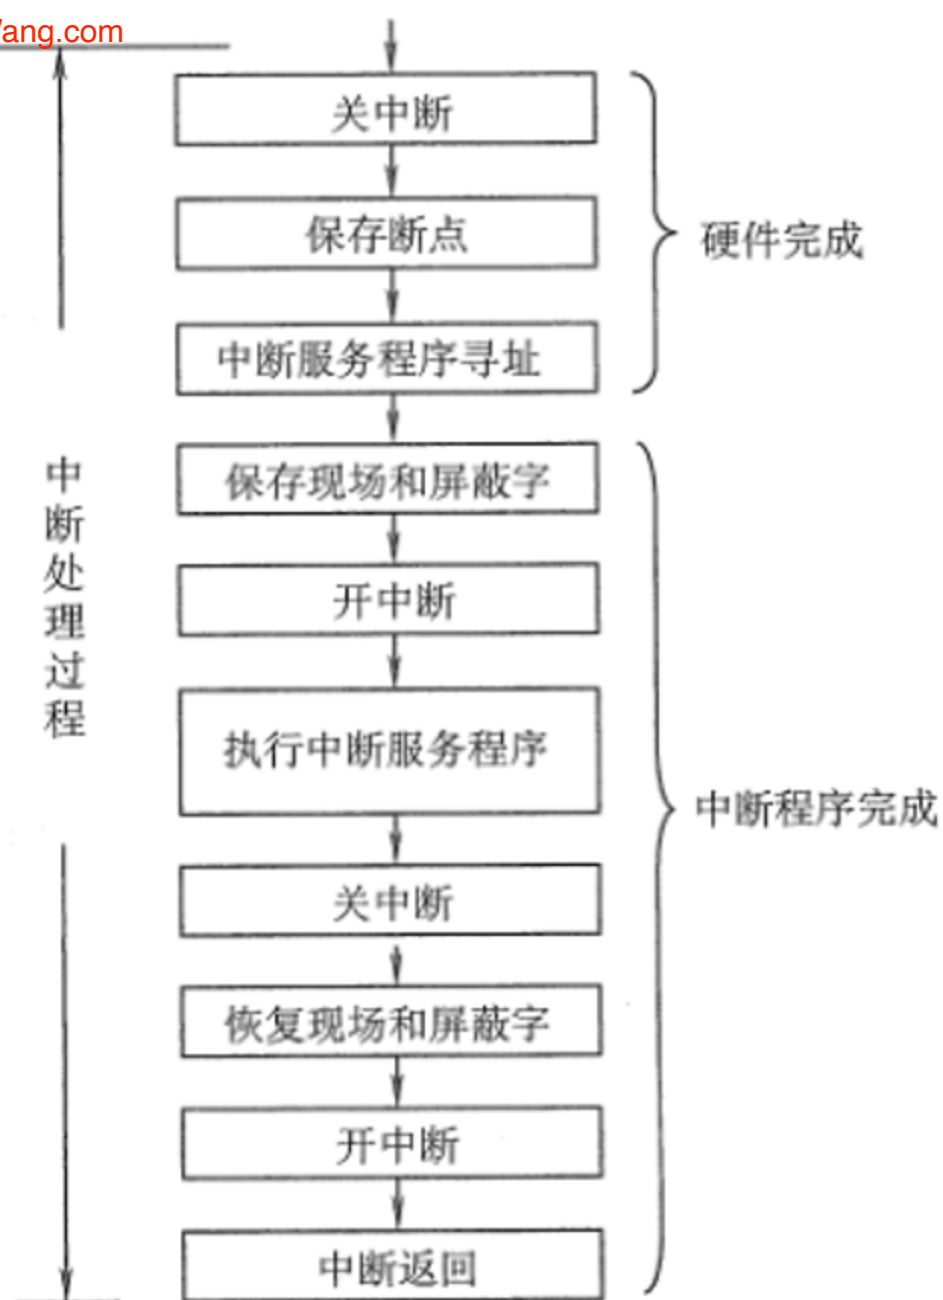 Wang.com
关中断
保存断点
中断服务程序寻址
硬件完成
保存现场和屏蔽字
开中断
执行中断服务程序
关中断
恢复现场和屏蔽字
开中断
中断返回
中断程序完成
中断处理过程